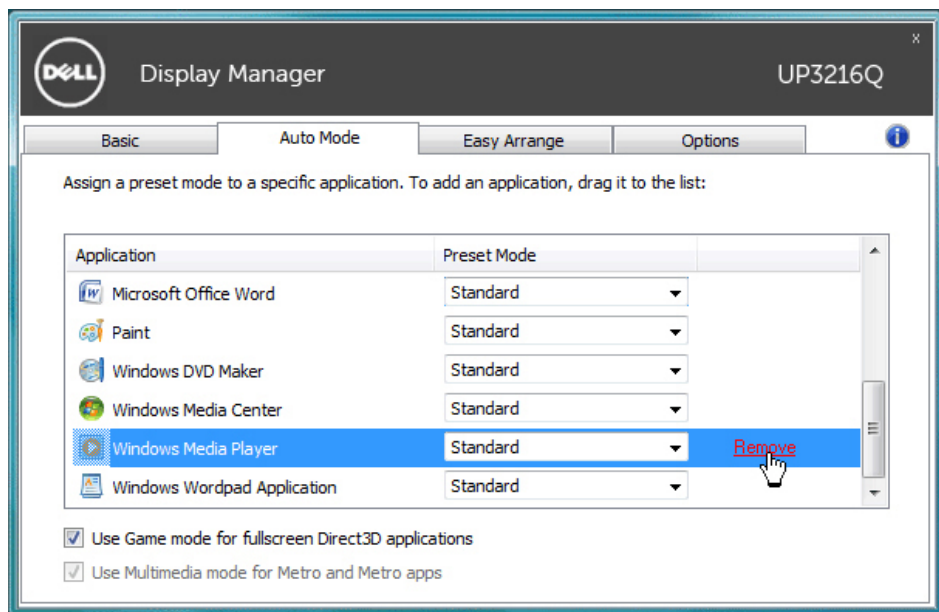 DELL Display Manager UP3216Q x
Basic Auto Mode Easy Arrange Options
Assign a preset mode to a specific application. To add an application, drag it to the list:
Application Preset Mode
Microsoft Office Word Standard
Paint Standard
Windows DVD Maker Standard
Windows Media Center Standard
Windows Media Player Standard Remove
Windows Wordpad Application Standard
Use Game mode for fullscreen Direct3D applications
Use Multimedia mode for Metro and Metro apps